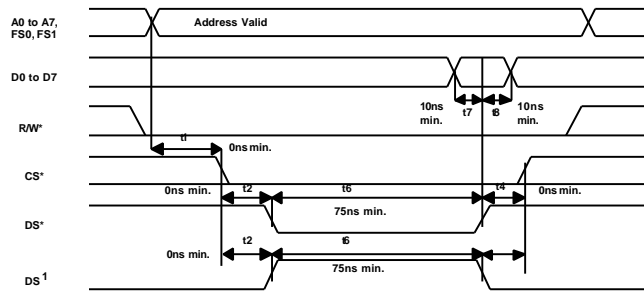 A0 to A7,
FS0, FS1
Address Valid
D0 to D7
10ns
min.
t7
t8
10ns
min.
R/W*
t1
0ns min.
CS*
0ns min.
t2
t6
t4
0ns min.
DS*
75ns min.
0ns min.
t2
t6
75ns min.
DS 1